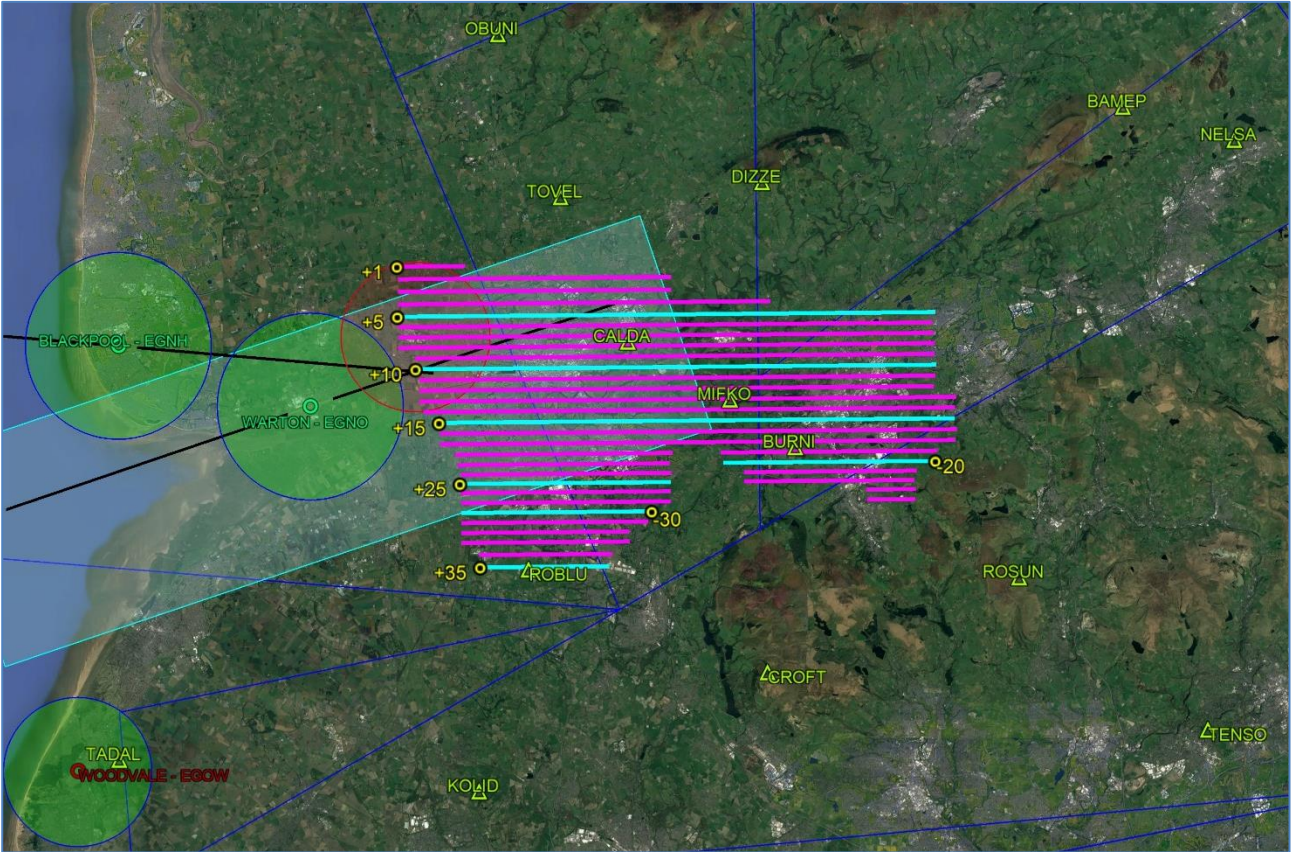 OBUNI
BAMEP
NELSA
DIZZE
TOVEL
+1
+5
BLACKPOOL - EGNH
CALDA
+10
MIFKO
WARTON - EGNO
+15
BURNI
-20
+25
-30
+35
ROBLU
ROSUN
CROFT
TENSO
TADAL
WOODVALE - EGOW
KOLID